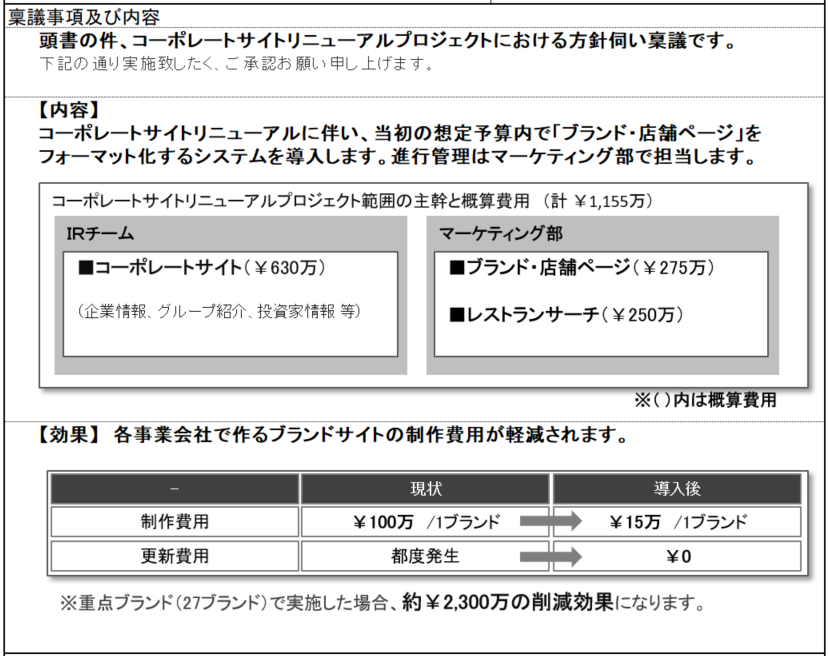 稟議事項及び内容
頭書の件、コーポレートサイトリニューアルプロジェクトにおける方針伺い稟議です。
下記の通り実施致したく、ご承認お願い申し上げます。
【内容】
コーポレートサイトリニューアルに伴い、当初の想定予算内で「ブランド・店舗ページ」を
フォーマット化するシステムを導入します。進行管理はマーケティング部で担当します。
コーポレートサイトリニューアルプロジェクト範囲の主幹と概算費用 (計 ￥1,155万)
IRチーム
■コーポレートサイト(￥630万)
(企業情報、グループ紹介、投資家情報 等)
マーケティング部
■ブランド・店舗ページ(￥275万)
■レストランサーチ(￥250万)
※( )内は概算費用
【効果】 各事業会社で作るブランドサイトの制作費用が軽減されます。
－ 現状 導入後
制作費用 ￥100万 /1ブランド ￥15万 /1ブランド
更新費用 都度発生 ￥0
※重点ブランド(27ブランド)で実施した場合、約￥2,300万の削減効果になります。